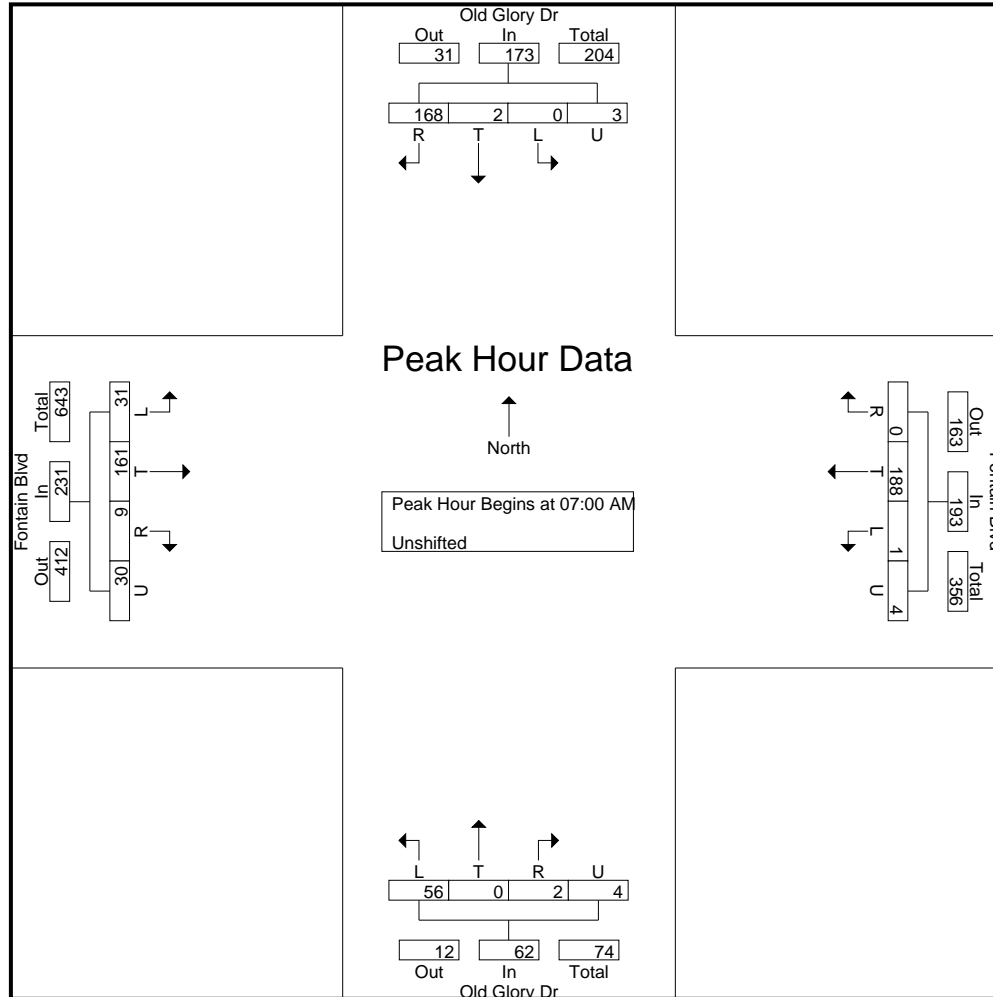 Old Glory Dr
Out In Total
31 173 204
168 2 0 3
R T L U
Peak Hour Data
North
Peak Hour Begins at 07:00 AM
Unshifted
Fontain Blvd
Total In Out
643 231 412
31 161 9 30
L T R U
R T L U
0 188 1 4
Out In Total
163 193 356
L T R U
56 0 2 4
12 62 74
Out In Total
Old Glory Dr